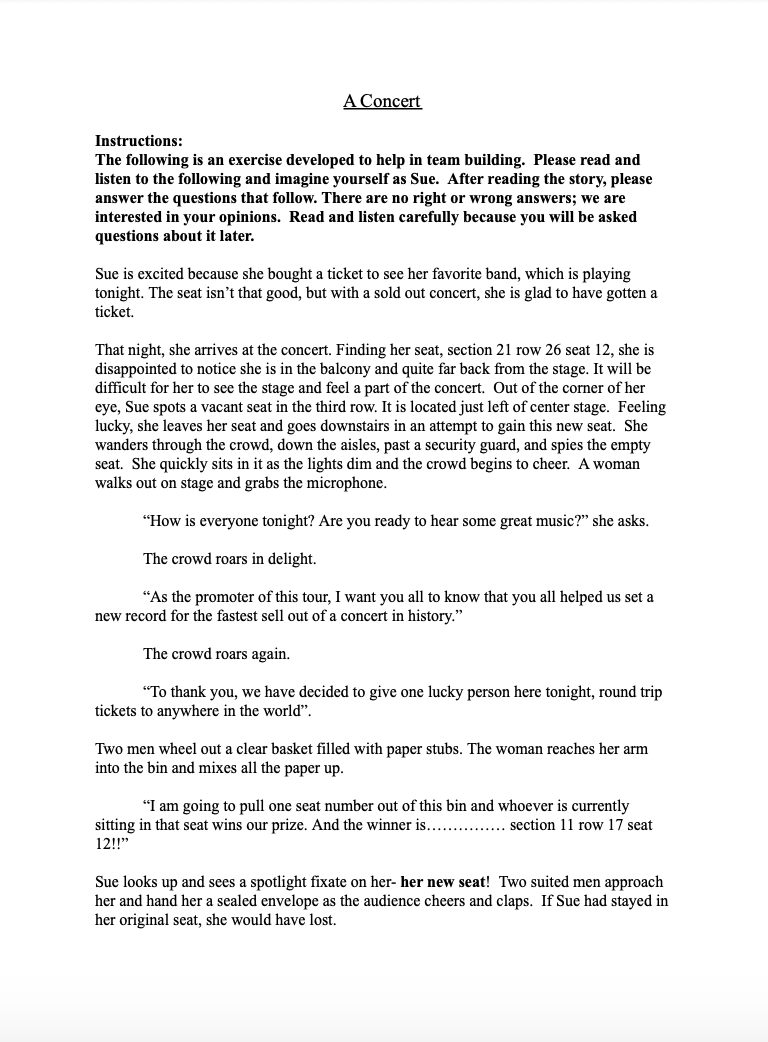 A Concert
Instructions:
The following is an exercise developed to help in team building.  Please read and
listen to the following and imagine yourself as Sue.  After reading the story, please
answer the questions that follow. There are no right or wrong answers; we are
interested in your opinions.  Read and listen carefully because you will be asked
questions about it later.
Sue is excited because she bought a ticket to see her favorite band, which is playing
tonight. The seat isn’t that good, but with a sold out concert, she is glad to have gotten a
ticket.
That night, she arrives at the concert. Finding her seat, section 21 row 26 seat 12, she is
disappointed to notice she is in the balcony and quite far back from the stage. It will be
difficult for her to see the stage and feel a part of the concert.  Out of the corner of her
eye, Sue spots a vacant seat in the third row. It is located just left of center stage.  Feeling
lucky, she leaves her seat and goes downstairs in an attempt to gain this new seat.  She
wanders through the crowd, down the aisles, past a security guard, and spies the empty
seat.  She quickly sits in it as the lights dim and the crowd begins to cheer.  A woman
walks out on stage and grabs the microphone.
“How is everyone tonight? Are you ready to hear some great music?” she asks.
The crowd roars in delight.
“As the promoter of this tour, I want you all to know that you all helped us set a
new record for the fastest sell out of a concert in history.”
The crowd roars again.
“To thank you, we have decided to give one lucky person here tonight, round trip
tickets to anywhere in the world”.
Two men wheel out a clear basket filled with paper stubs. The woman reaches her arm
into the bin and mixes all the paper up.
“I am going to pull one seat number out of this bin and whoever is currently
sitting in that seat wins our prize. And the winner is…………… section 11 row 17 seat
12!!”
Sue looks up and sees a spotlight fixate on her- her new seat!  Two suited men approach
her and hand her a sealed envelope as the audience cheers and claps.  If Sue had stayed in
her original seat, she would have lost.